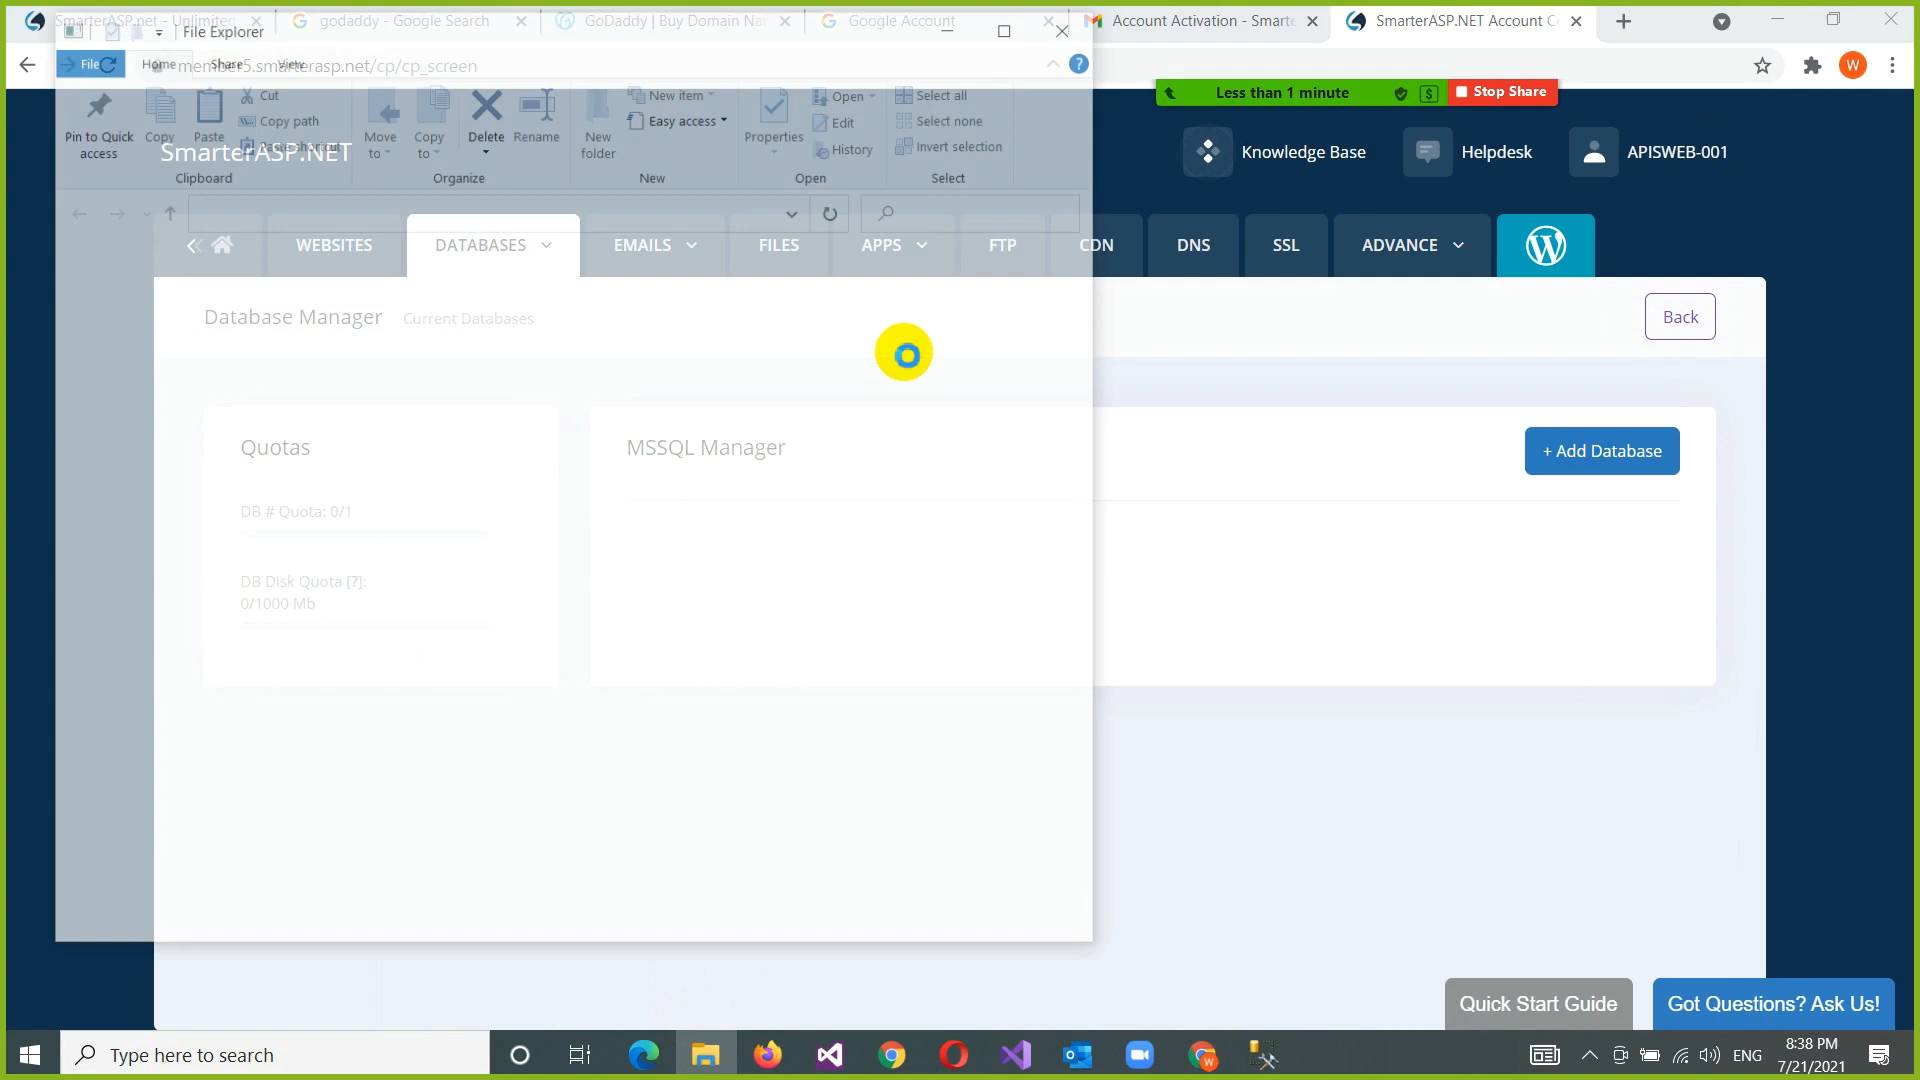 SmarterASP.net - Unlimited
godaddy - Google Search
GoDaddy | Buy Domain Na
Google Account
Account Activation - Smarte
SmarterASP.NET Account C
File Explorer
File
Home
Share
View
member5.smarterasp.net/cp/cp_screen
W
Less than 1 minute
Stop Share
Pin to Quick access
Copy
Paste
Cut
Copy path
Paste shortcut
Clipboard
Move to
Copy to
Delete
Rename
Organize
New folder
New item
Easy access
New
Properties
Open
Edit
History
Open
Select all
Select none
Invert selection
Select
SmarterASP.NET
Knowledge Base
Helpdesk
APISWEB-001
WEBSITES
DATABASES
EMAILS
FILES
APPS
FTP
CDN
DNS
SSL
ADVANCE
Database Manager
Current Databases
Back
Quotas
DB # Quota: 0/1
DB Disk Quota [?]:
0/1000 Mb
MSSQL Manager
+ Add Database
Quick Start Guide
Got Questions? Ask Us!
Type here to search
ENG
8:38 PM
7/21/2021